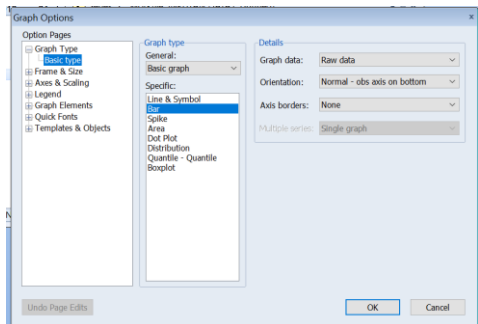 Graph Options
x
Option Pages
Graph Type
Basic type
Frame & Size
Axes & Scaling
Legend
Graph Elements
Quick Fonts
Templates & Objects
Graph type
General:
Basic graph
Specific:
Line & Symbol
Bar
Spike
Area
Dot Plot
Distribution
Quantile - Quantile
Boxplot
Details
Graph data: Raw data
Orientation: Normal - obs axis on bottom
Axis borders: None
Multiple series: Single graph
Undo Page Edits
OK
Cancel